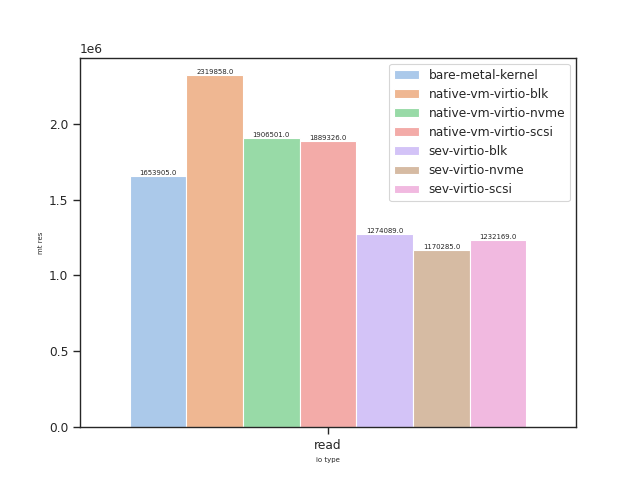 1e6
2319858.0
1906501.0
1889326.0
1653905.0
1274089.0
1232169.0
1170285.0
bare-metal-kernel
native-vm-virtio-blk
native-vm-virtio-nvme
native-vm-virtio-scsi
sev-virtio-blk
sev-virtio-nvme
sev-virtio-scsi
2.0
1.5
1.0
0.5
0.0
mt res
read
io type